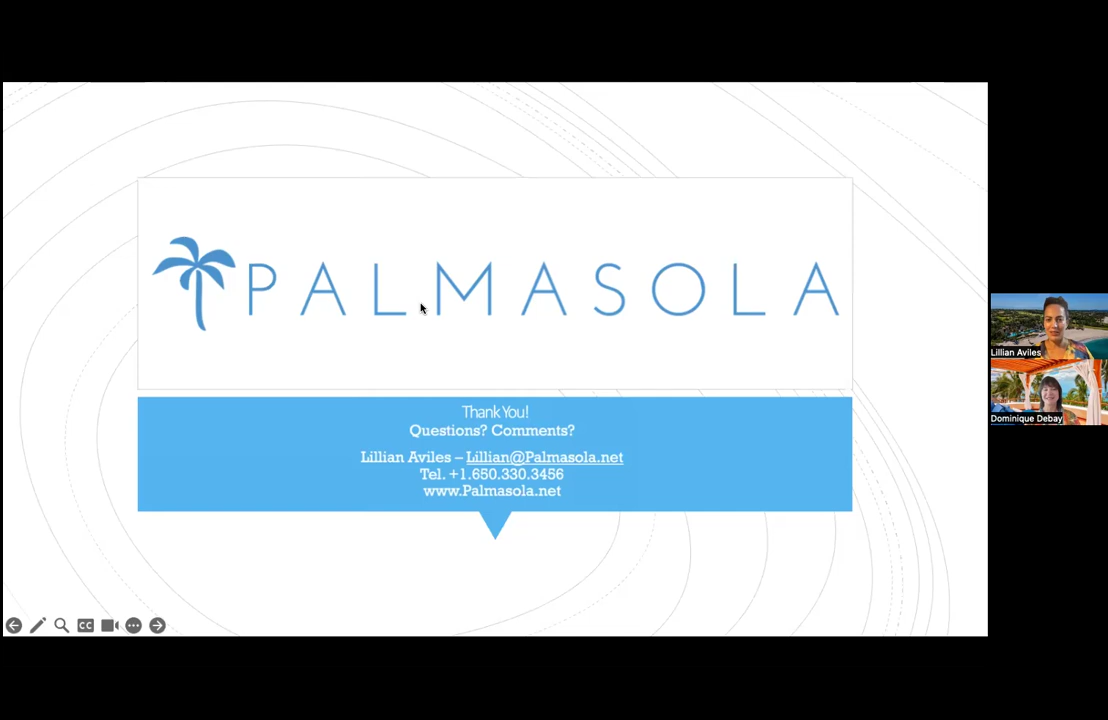 PALMASOLA
Thank You!
Questions? Comments?
Lillian Aviles – Lillian@Palmasola.net
Tel. +1.650.330.3456
www.Palmasola.net
Lillian Aviles
Dominique Debay
CC